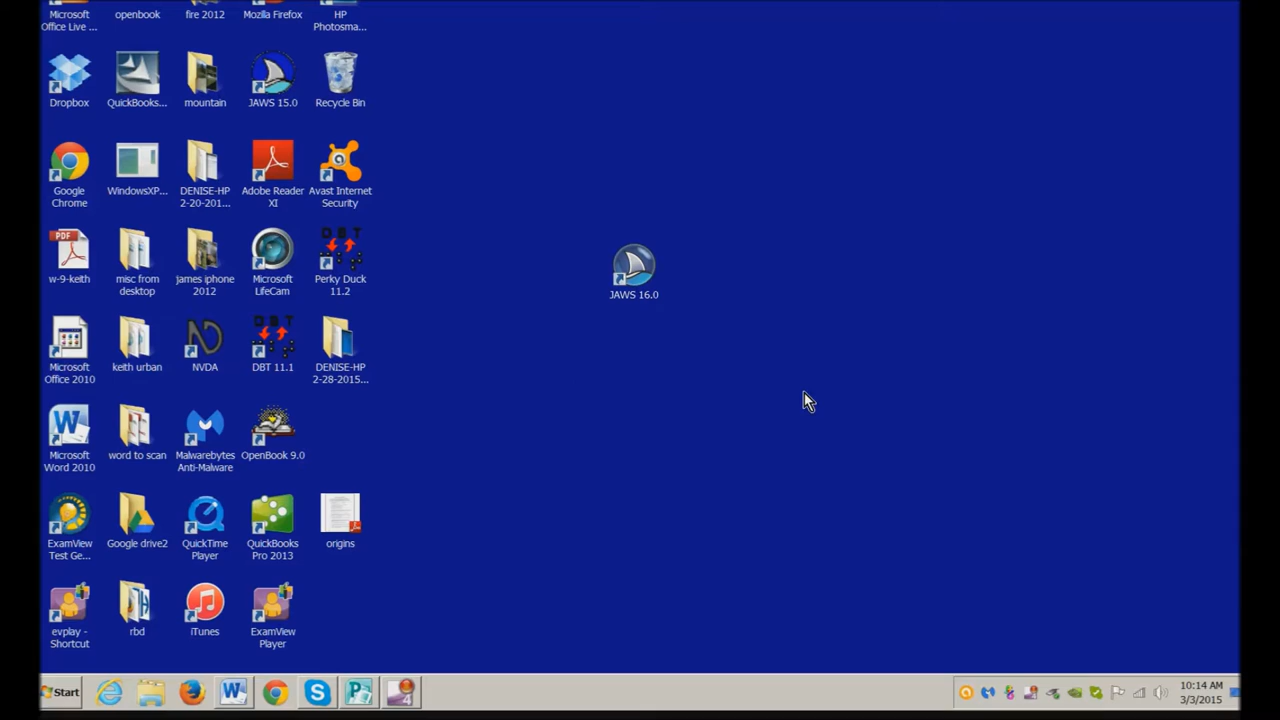 Microsoft
Office Live ...
openbook
fire 2012
Mozilla Firefox
HP
Photosma...
Dropbox
QuickBooks...
mountain
JAWS 15.0
Recycle Bin
Google
Chrome
WindowsXP...
DENISE-HP
2-20-201...
Adobe Reader
XI
Avast Internet
Security
PDF
w-9-keith
misc from
desktop
james iphone
2012
Microsoft
LifeCam
DBT
Perky Duck
11.2
JAWS 16.0
Microsoft
Office 2010
keith urban
NVDA
DBT
DBT 11.1
DENISE-HP
2-28-2015...
W
Microsoft
Word 2010
word to scan
Malwarebytes
Anti-Malware
OpenBook 9.0
ExamView
Test Ge...
Google drive2
QuickTime
Player
QuickBooks
Pro 2013
origins
evplay -
Shortcut
rbd
iTunes
ExamView
Player
Start
10:14 AM
3/3/2015